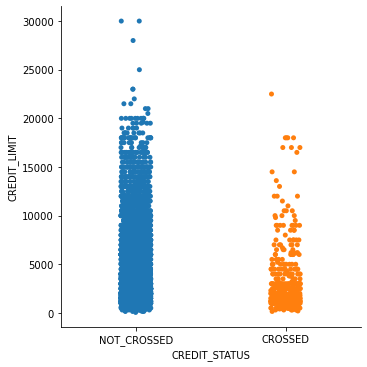 30000
25000
20000
15000
10000
5000
0
CREDIT_LIMIT
NOT_CROSSED
CROSSED
CREDIT_STATUS